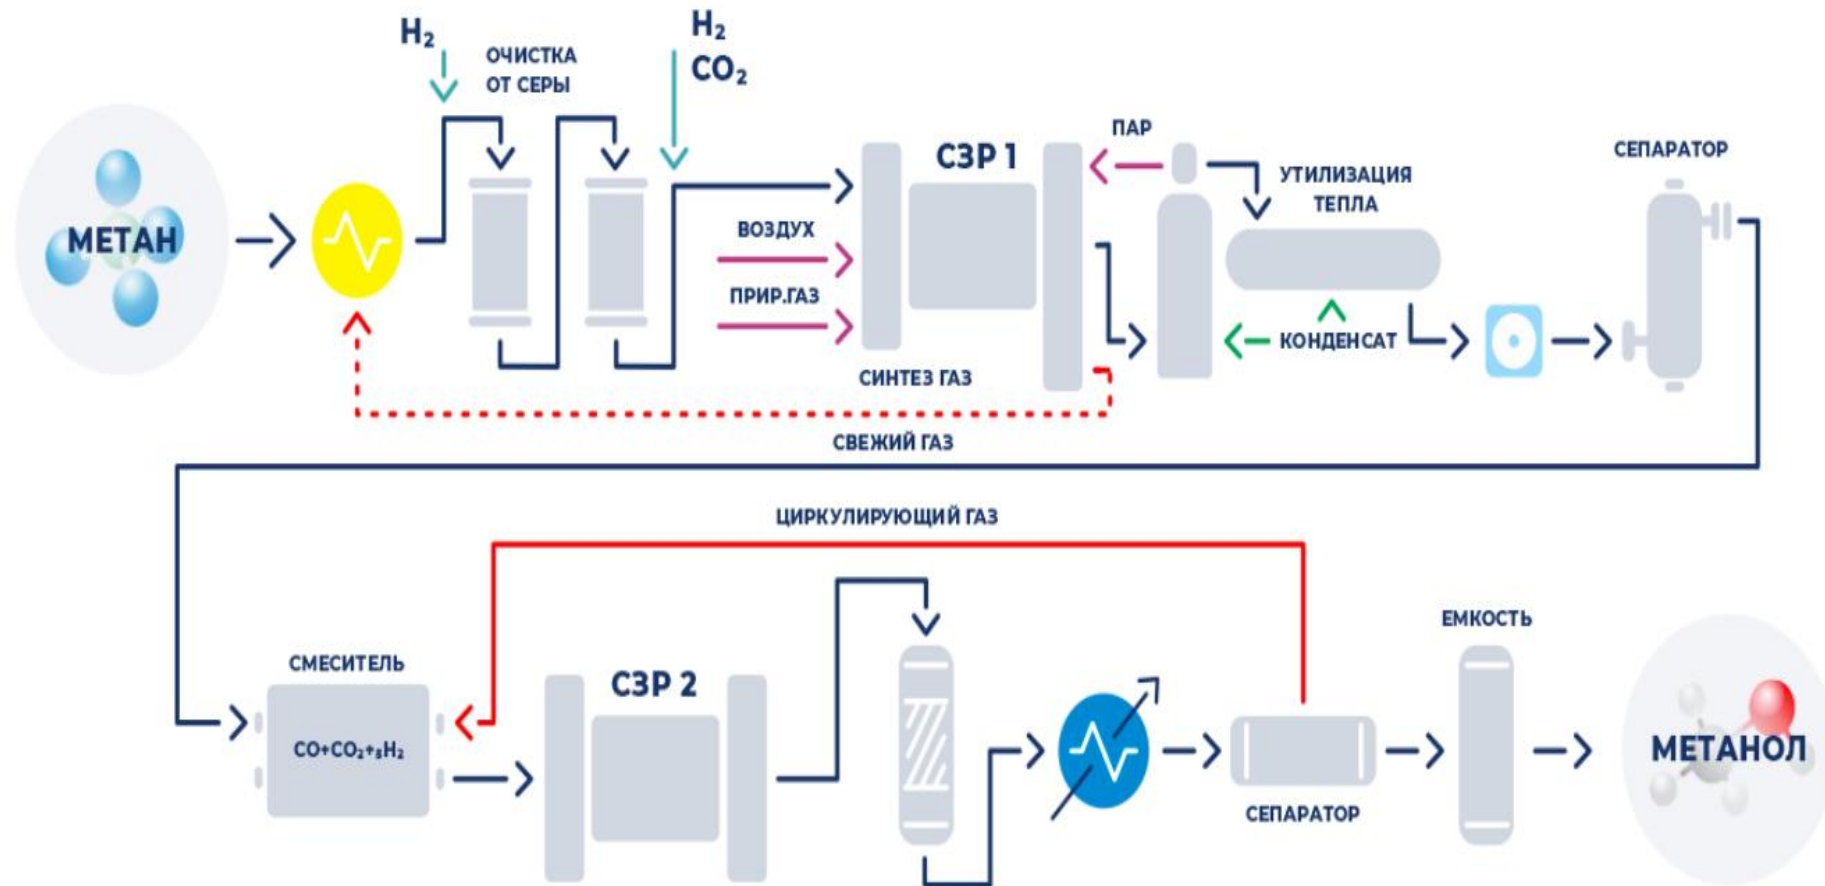 H₂
ОЧИСТКА
ОТ СЕРЫ
H₂
CO₂
МЕТАН
СЗР 1
ПАР
УТИЛИЗАЦИЯ
ТЕПЛА
СЕПАРАТОР
ВОЗДУХ
ПРИР.ГАЗ
КОНДЕНСАТ
СИНТЕЗ ГАЗ
СВЕЖИЙ ГАЗ
ЦИРКУЛИРУЮЩИЙ ГАЗ
СМЕСИТЕЛЬ
CO+CO₂+₅H₂
СЗР 2
СЕПАРАТОР
ЕМКОСТЬ
МЕТАНОЛ